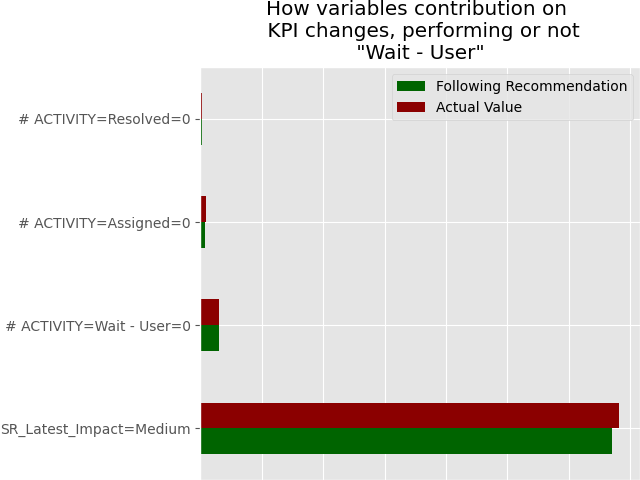 How variables contribution on
KPI changes, performing or not
"Wait - User"
Following Recommendation
Actual Value
# ACTIVITY=Resolved=0
# ACTIVITY=Assigned=0
# ACTIVITY=Wait - User=0
SR_Latest_Impact=Medium